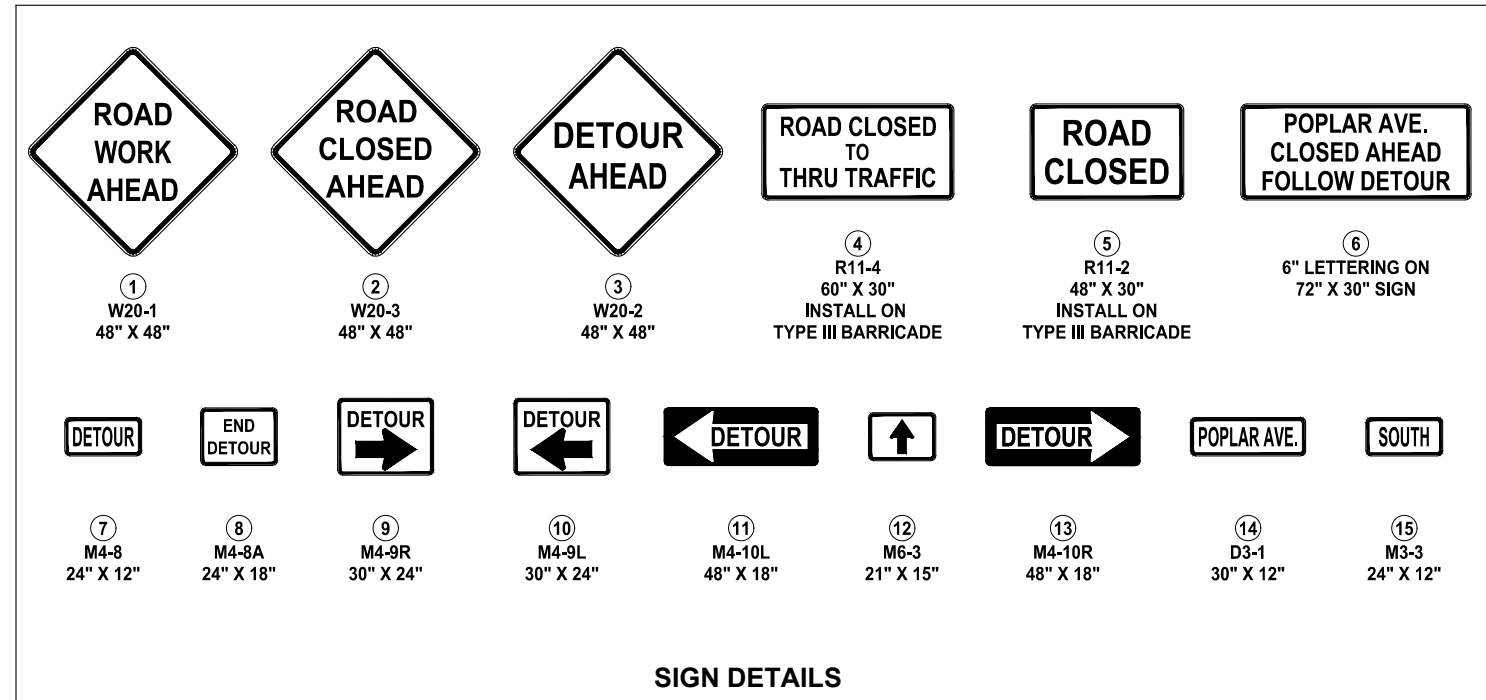 ROAD
WORK
AHEAD
1
W20-1
48" X 48"
ROAD
CLOSED
AHEAD
2
W20-3
48" X 48"
DETOUR
AHEAD
3
W20-2
48" X 48"
ROAD CLOSED
TO
THRU TRAFFIC
4
R11-4
60" X 30"
INSTALL ON
TYPE III BARRICADE
ROAD
CLOSED
5
R11-2
48" X 30"
INSTALL ON
TYPE III BARRICADE
POPLAR AVE.
CLOSED AHEAD
FOLLOW DETOUR
6
6" LETTERING ON
72" X 30" SIGN
DETOUR
7
M4-8
24" X 12"
END
DETOUR
8
M4-8A
24" X 18"
DETOUR
9
M4-9R
30" X 24"
DETOUR
10
M4-9L
30" X 24"
DETOUR
11
M4-10L
48" X 18"
12
M6-3
21" X 15"
DETOUR
13
M4-10R
48" X 18"
POPLAR AVE.
14
D3-1
30" X 12"
SOUTH
15
M3-3
24" X 12"
SIGN DETAILS